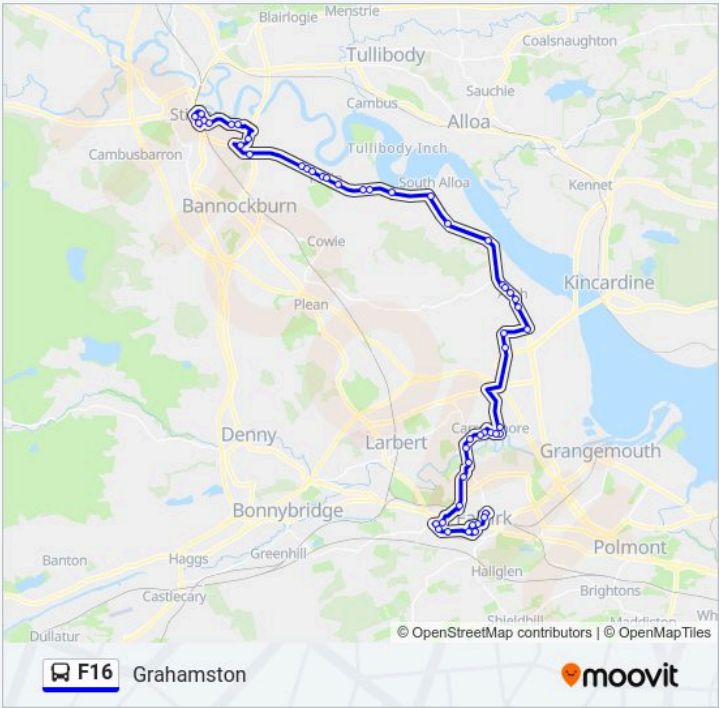 Menstrie
Blairlogie
Coalsnaughton
Tullibody
Sauchie
Cambus
Alloa
Tullibody Inch
Cambusbarron
South Alloa
Kennet
Bannockburn
Cowie
Kincardine
Plean
Denny
Larbert
Grangemouth
Bonnybridge
Polmont
Banton
Haggs
Greenhill
Hallglen
Castlecary
Brightons
Shieldhill
Maddiston
Dullatur
© OpenStreetMap contributors | © OpenMapTiles
F16 Grahamston
moovit